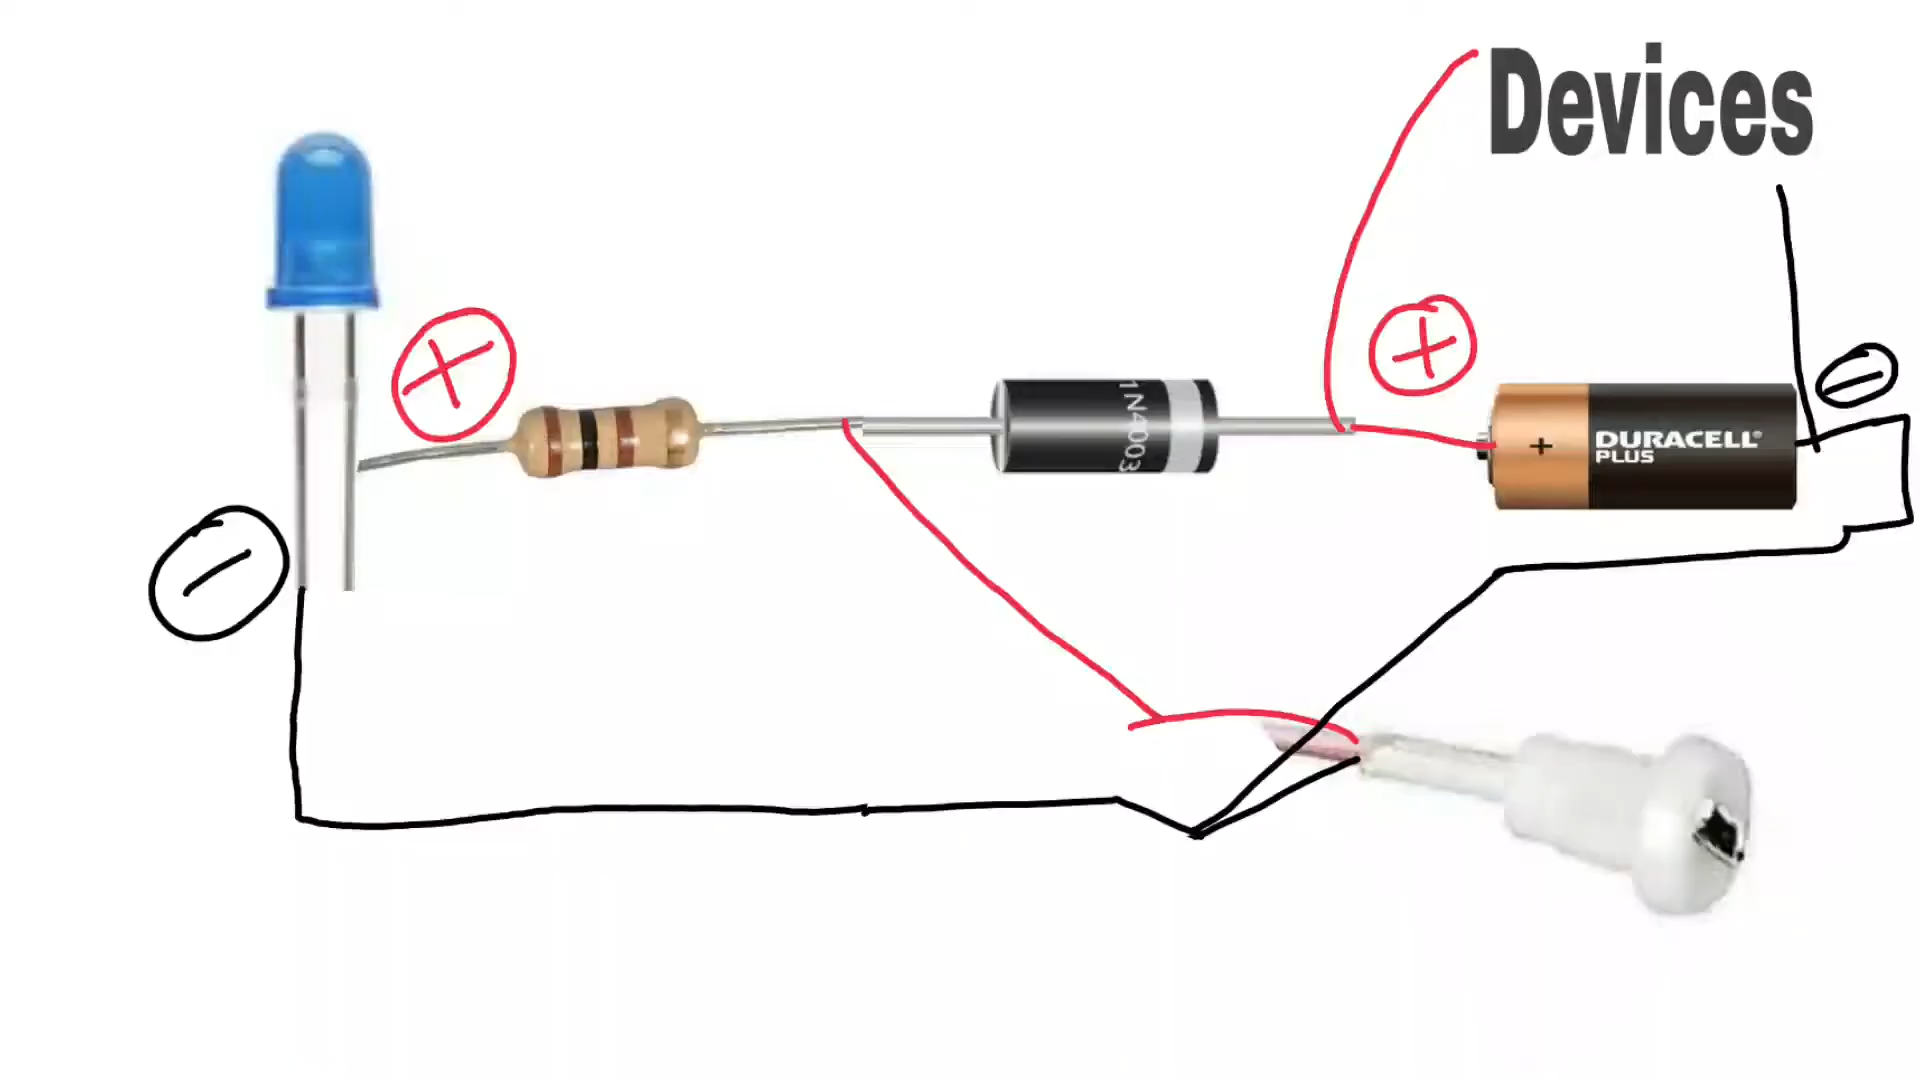 Devices
+
+
−
1N4003
+
DURACELL®
PLUS
−